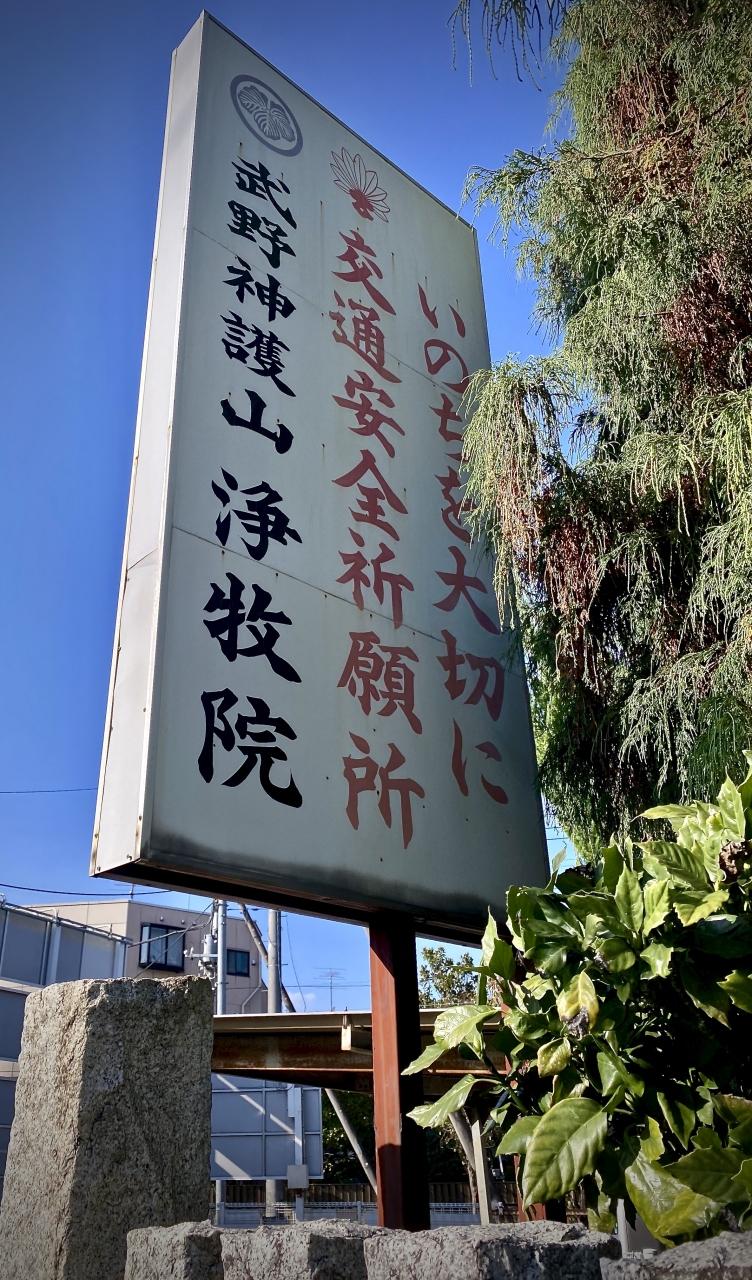 いのちを大切に
交通安全祈願所
武野神護山浄牧院